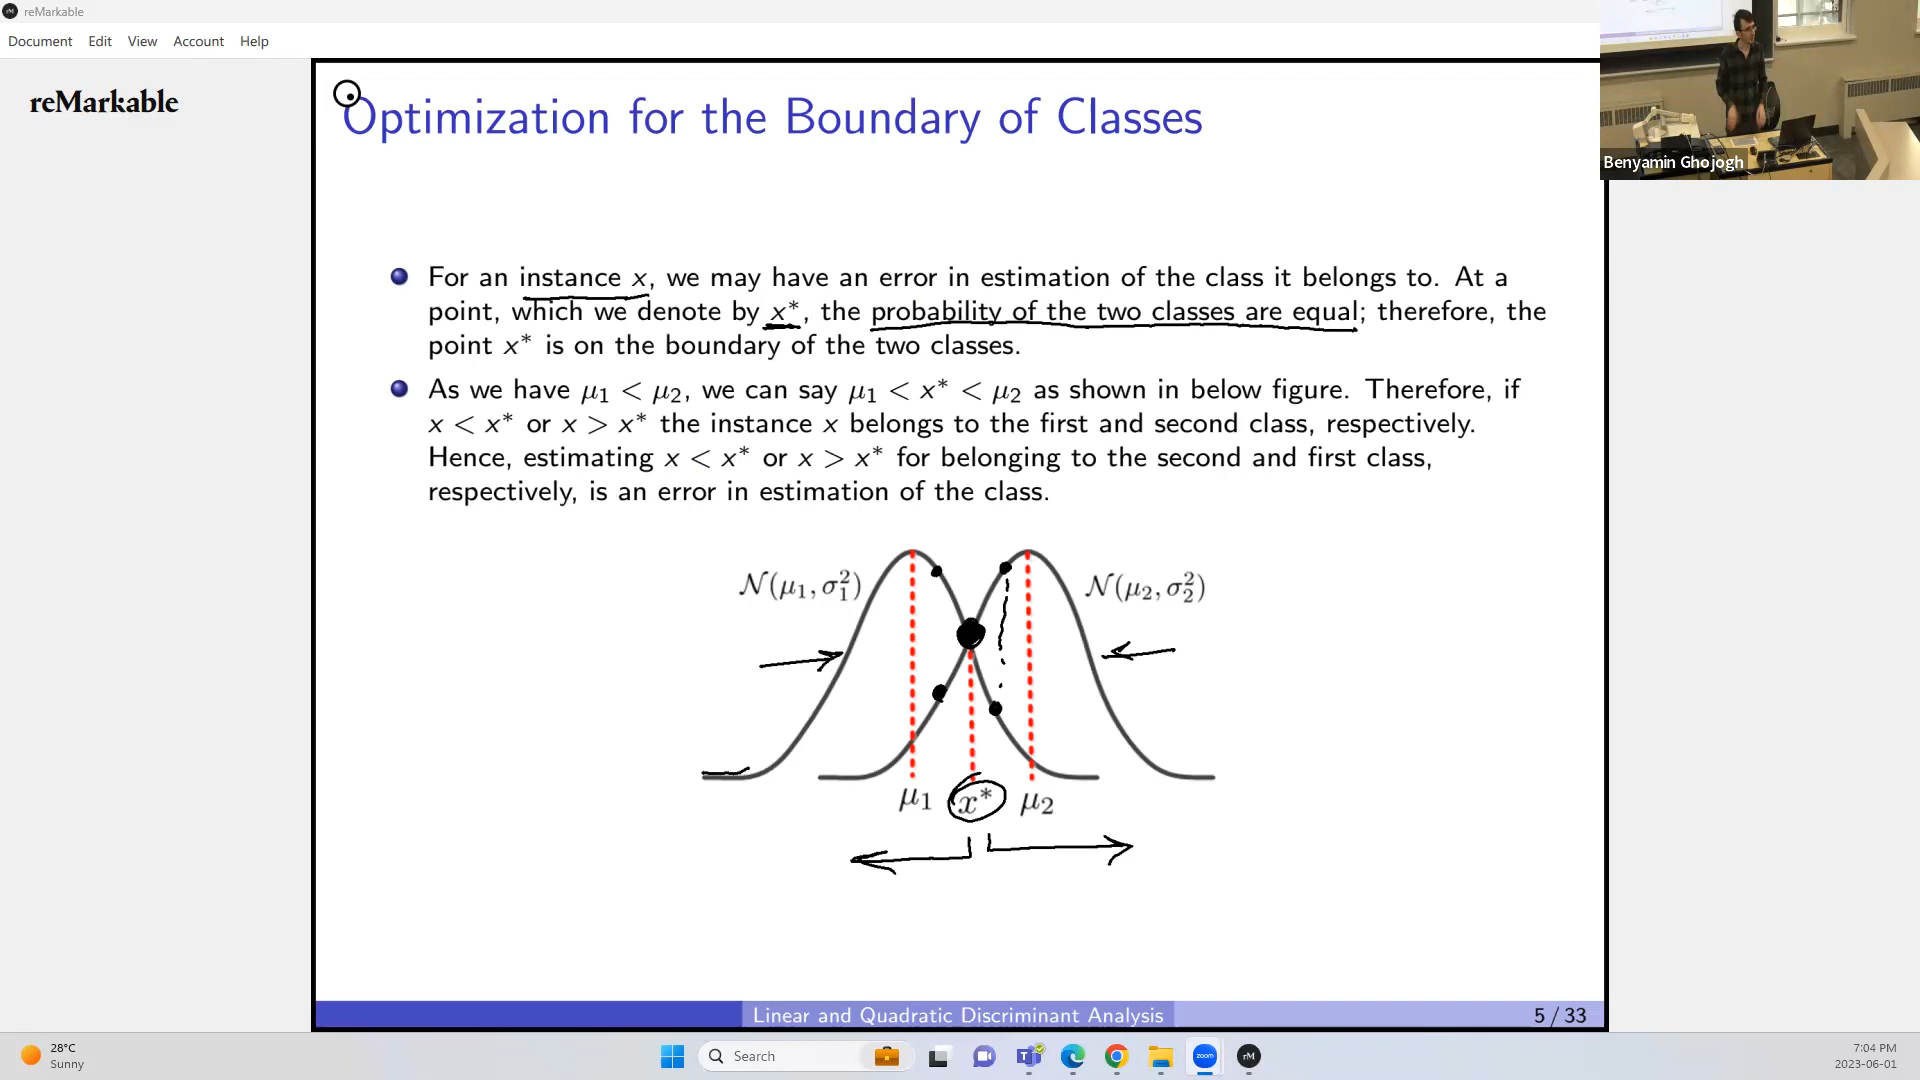 reMarkable
Document Edit View Account Help
reMarkable
Optimization for the Boundary of Classes
For an instance x, we may have an error in estimation of the class it belongs to. At a
point, which we denote by x*, the probability of the two classes are equal; therefore, the
point x* is on the boundary of the two classes.
As we have μ₁ < μ₂, we can say μ₁ < x* < μ₂ as shown in below figure. Therefore, if
x < x* or x > x* the instance x belongs to the first and second class, respectively.
Hence, estimating x < x* or x > x* for belonging to the second and first class,
respectively, is an error in estimation of the class.
𝒩(μ₁, σ₁²) 𝒩(μ₂, σ₂²)
μ₁ x* μ₂
Linear and Quadratic Discriminant Analysis 5 / 33
Benyamin Ghojogh
28°C
Sunny
Search
zoom
rM
7:04 PM
2023-06-01